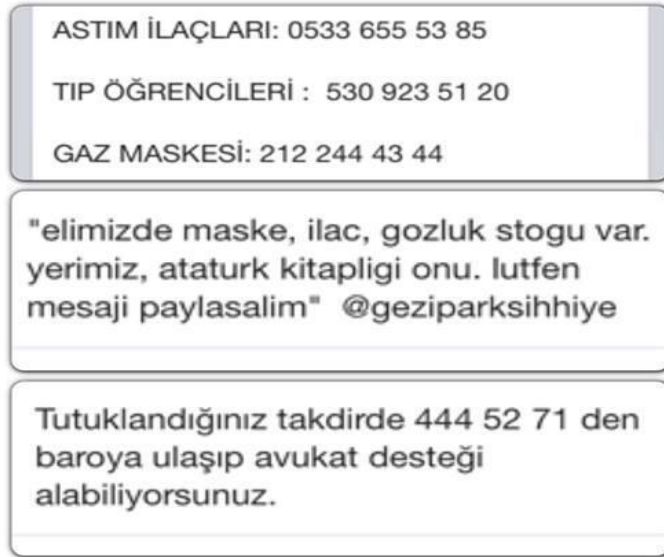 ASTIM İLAÇLARI: 0533 655 53 85
TIP ÖĞRENCİLERİ : 530 923 51 20
GAZ MASKESİ: 212 244 43 44
"elimizde maske, ilac, gozluk stogu var.
yerimiz, ataturk kitapligi onu. lutfen
mesaji paylasalim" @geziparksihhiye
Tutuklandığınız takdirde 444 52 71 den
baroya ulaşıp avukat desteği
alabiliyorsunuz.